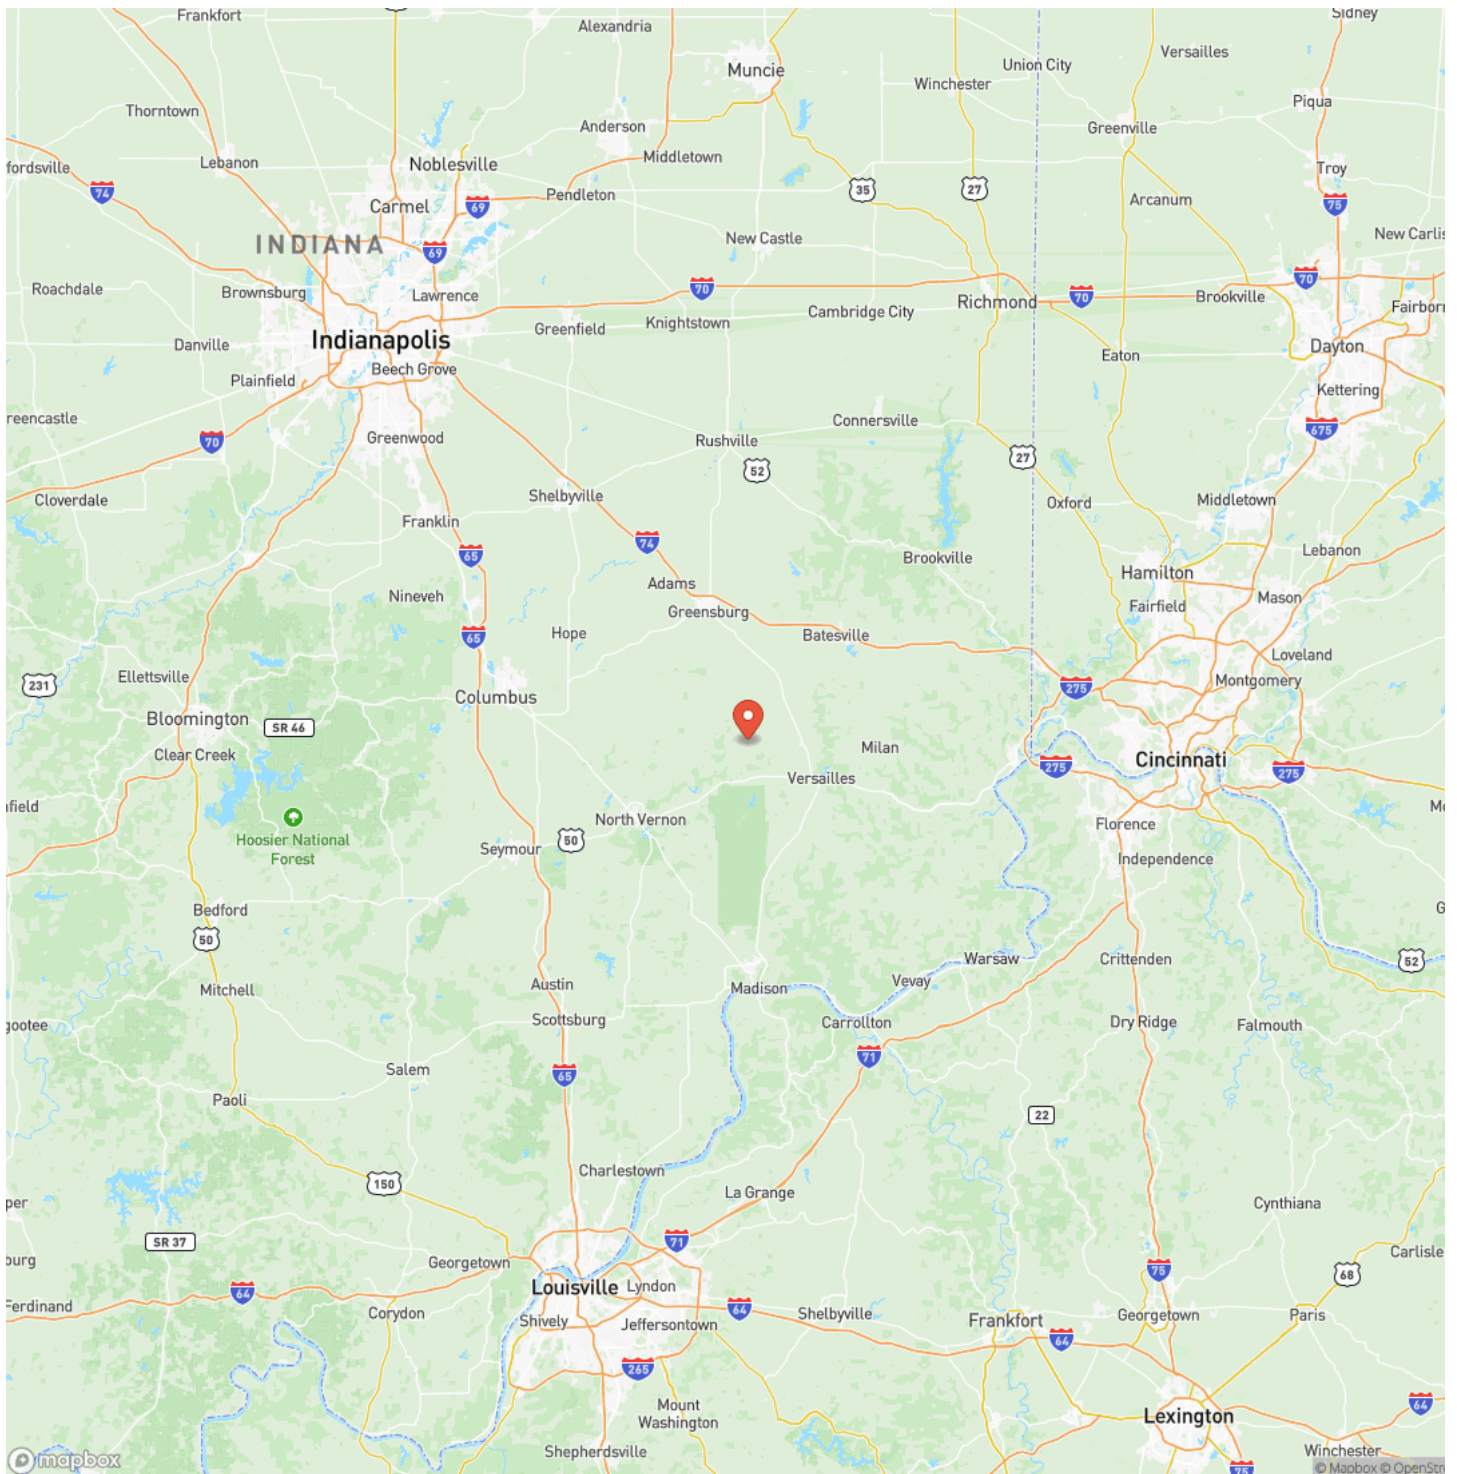 Frankfort
Alexandria
Sidney
Versailles
Muncie
Union City
Winchester
Piqua
Thorntown
Anderson
Greenville
Lebanon
Noblesville
Middletown
Troy
fordsville
74
Pendleton
35
27
Carmel
69
Arcanum
75
INDIANA
New Castle
New Carlis
69
Roachdale
Brownsburg
Lawrence
70
Richmond
70
Brookville
70
Cambridge City
Fairborn
Greenfield
Knightstown
Indianapolis
Danville
Dayton
Eaton
Beech Grove
Plainfield
Kettering
reencastle
Connersville
Greenwood
70
Rushville
675
52
27
Cloverdale
Shelbyville
Middletown
Oxford
Franklin
65
74
Brookville
Lebanon
Hamilton
Adams
Nineveh
Mason
Greensburg
Fairfield
65
Hope
Batesville
Loveland
Ellettsville
231
Columbus
275
Montgomery
Bloomington
SR 46
Clear Creek
Milan
Cincinnati
275
275
Versailles
nfield
Hoosier National
Forest
North Vernon
Florence
Seymour
50
Independence
Bedford
50
Warsaw
Crittenden
52
Mitchell
Austin
Madison
Vevay
Scottsburg
Carrollton
Dry Ridge
Falmouth
gootee
71
Salem
65
Paoli
22
Charlestown
150
La Grange
Cynthiana
per
SR 37
71
Carlisle
burg
Georgetown
75
68
64
Louisville
Lyndon
Ferdinand
Corydon
64
Shelbyville
Georgetown
Paris
Shively
Jeffersontown
Frankfort
64
265
Mount
Washington
64
Lexington
Shepherdsville
Winchester
mapbox
75
© Mapbox © OpenStre